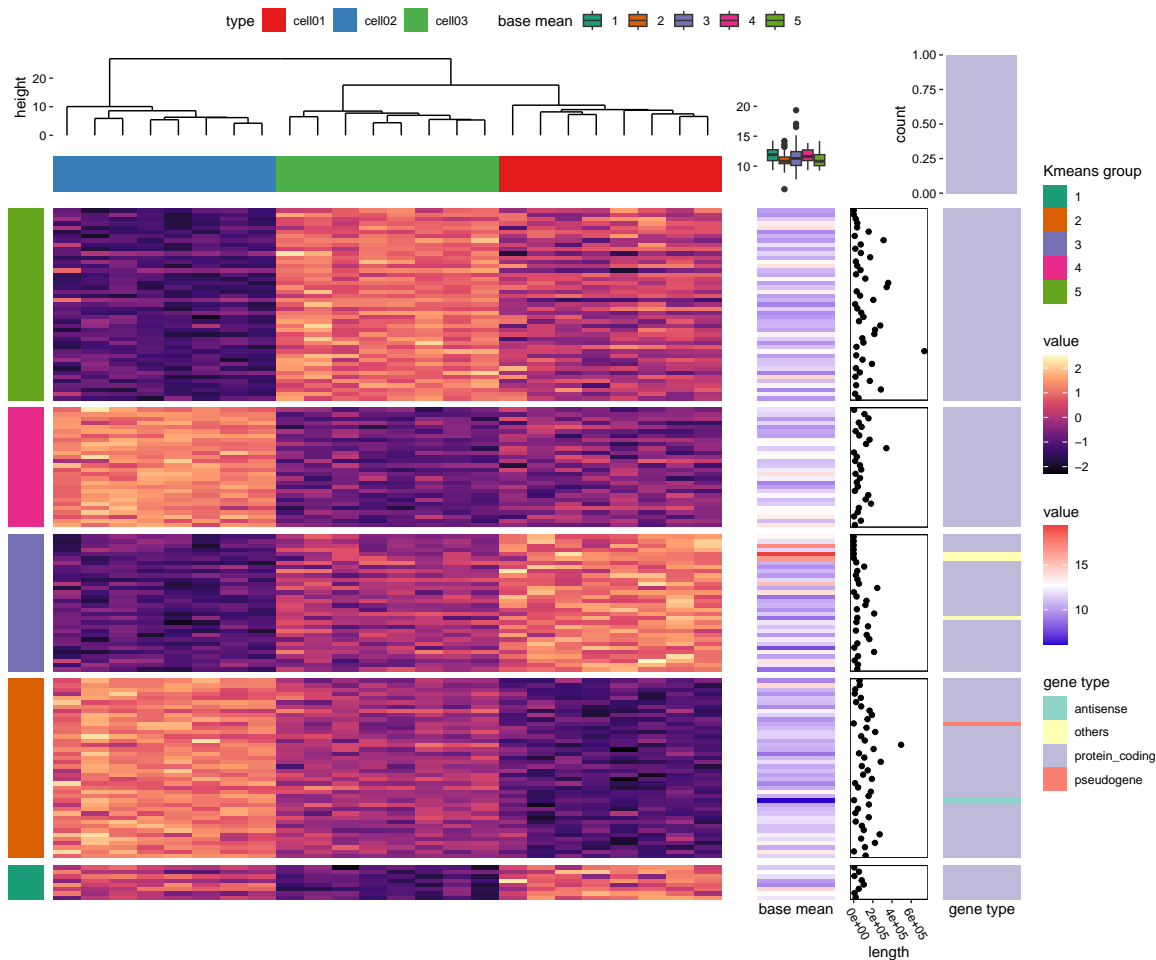 type cell01 cell02 cell03 base mean 1 2 3 4 5
height
20
10
0
20
15
10
count
1.00
0.75
0.50
0.25
0.00
Kmeans group
1
2
3
4
5
value
2
1
0
−1
−2
value
15
10
gene type
antisense
others
protein_coding
pseudogene
base mean
0e+00
2e+05
4e+05
6e+05
length
gene type